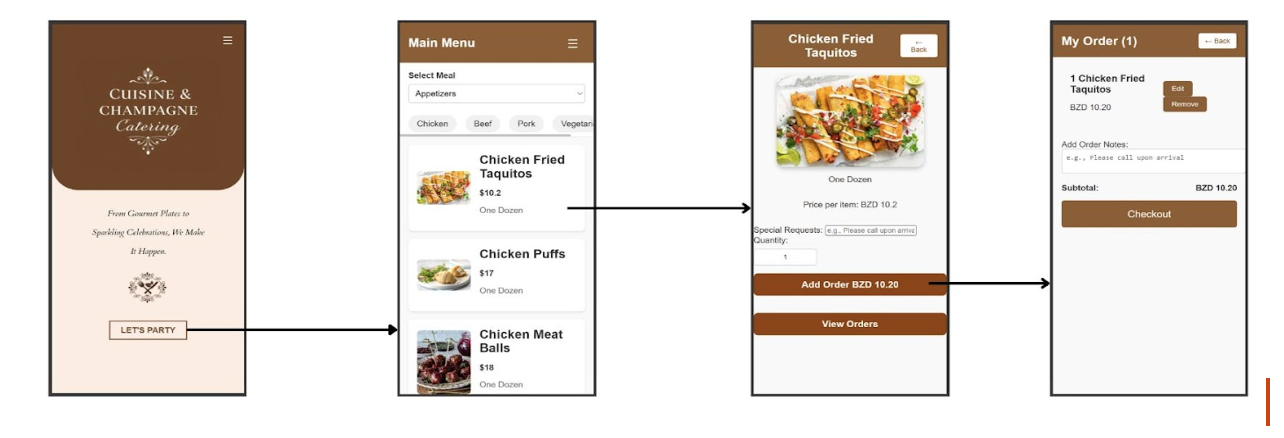 CUISINE &
CHAMPAGNE
Catering
From Gourmet Plates to
Sparkling Celebrations, We Make
It Happen.
LET'S PARTY
Main Menu
Select Meal
Appetizers
Chicken Beef Pork Vegetari
Chicken Fried
Taquitos
$10.2
One Dozen
Chicken Puffs
$17
One Dozen
Chicken Meat
Balls
$18
One Dozen
Chicken Fried
Taquitos
← Back
One Dozen
Price per item: BZD 10.2
Special Requests: e.g., Please call upon arriva
Quantity:
1
Add Order BZD 10.20
View Orders
My Order (1)
← Back
1 Chicken Fried
Taquitos
BZD 10.20
Edit
Remove
Add Order Notes:
e.g., Please call upon arrival
Subtotal: BZD 10.20
Checkout